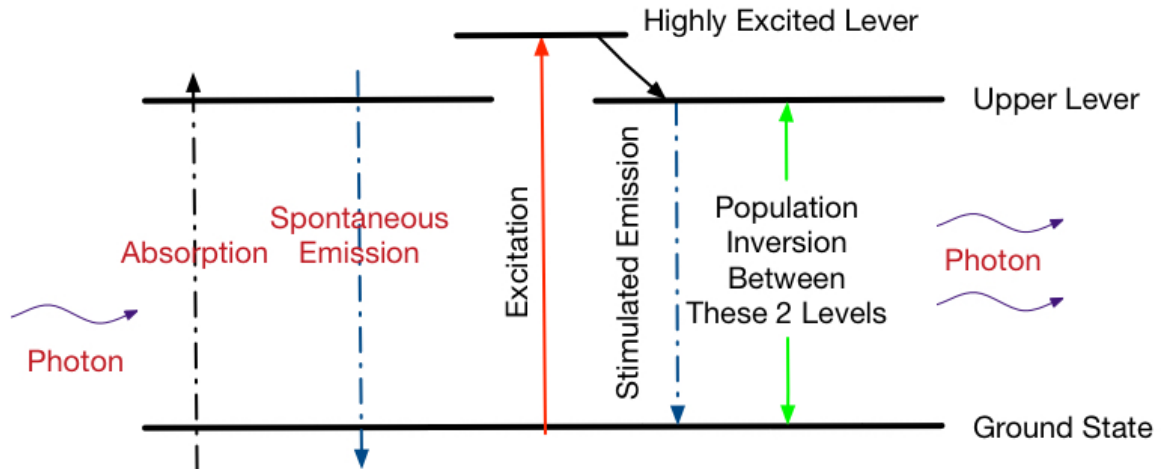 Highly Excited Lever
Upper Lever
Spontaneous
Emission
Absorption
Photon
Excitation
Stimulated Emission
Population
Inversion
Between
These 2 Levels
Photon
Ground State